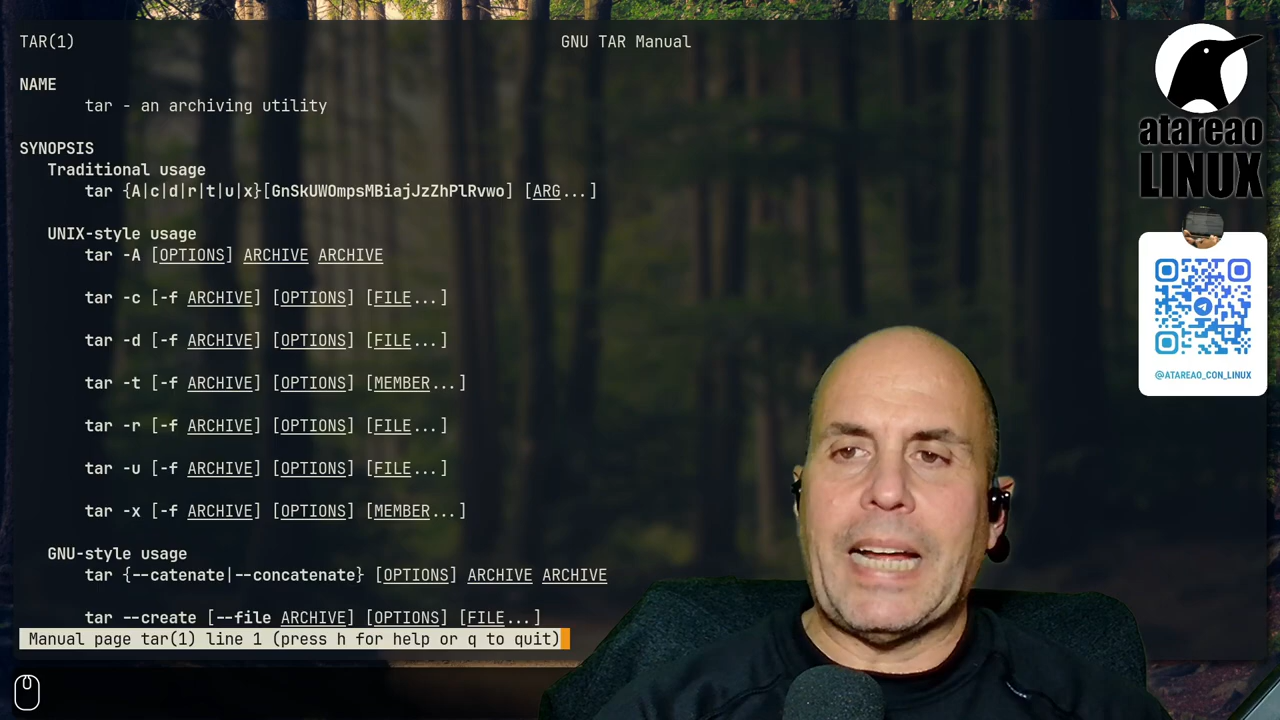 TAR(1) GNU TAR Manual
NAME
tar - an archiving utility
SYNOPSIS
Traditional usage
tar {A|c|d|r|t|u|x}[GnSkUWOmpsMBiajJzZhPlRvwo] [ARG...]
UNIX-style usage
tar -A [OPTIONS] ARCHIVE ARCHIVE
tar -c [-f ARCHIVE] [OPTIONS] [FILE...]
tar -d [-f ARCHIVE] [OPTIONS] [FILE...]
tar -t [-f ARCHIVE] [OPTIONS] [MEMBER...]
tar -r [-f ARCHIVE] [OPTIONS] [FILE...]
tar -u [-f ARCHIVE] [OPTIONS] [FILE...]
tar -x [-f ARCHIVE] [OPTIONS] [MEMBER...]
GNU-style usage
tar {--catenate|--concatenate} [OPTIONS] ARCHIVE ARCHIVE
tar --create [--file ARCHIVE] [OPTIONS] [FILE...]
Manual page tar(1) line 1 (press h for help or q to quit)
atareao
LINUX
@ATAREAO_CON_LINUX